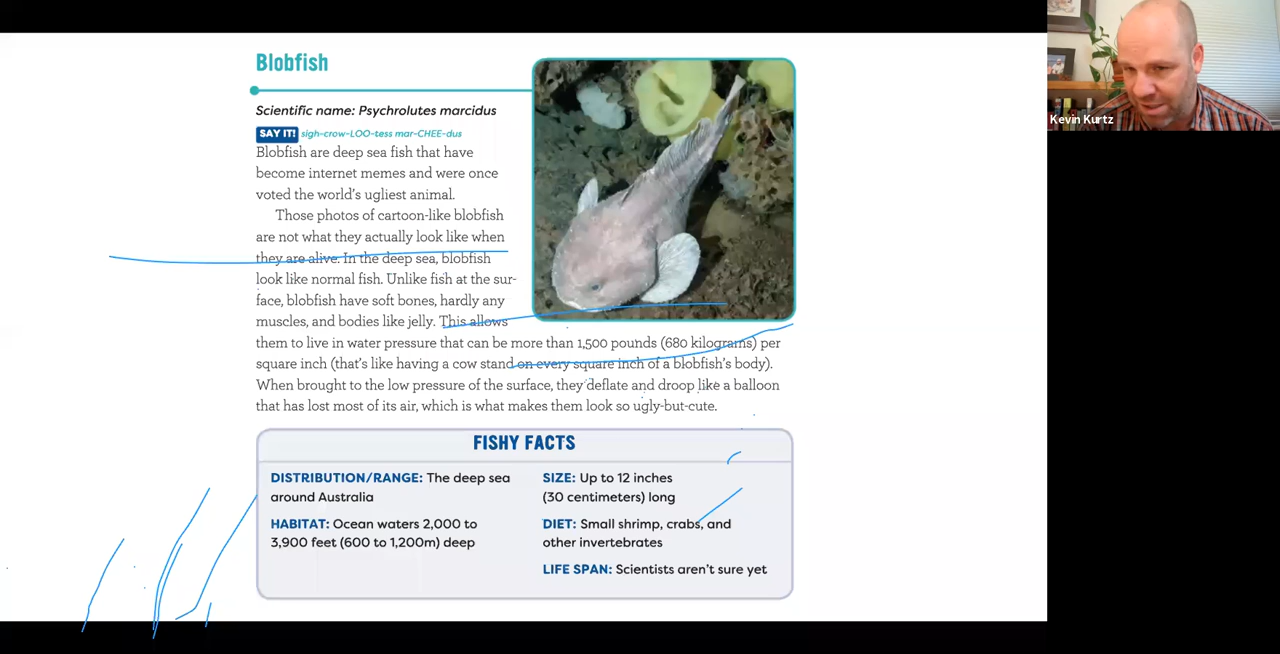 Blobfish
Scientific name: Psychrolutes marcidus
SAY IT! sigh-crow-LOO-tess mar-CHEE-dus
Blobfish are deep sea fish that have
become internet memes and were once
voted the world's ugliest animal.
Those photos of cartoon-like blobfish
are not what they actually look like when
they are alive. In the deep sea, blobfish
look like normal fish. Unlike fish at the sur-
face, blobfish have soft bones, hardly any
muscles, and bodies like jelly. This allows
them to live in water pressure that can be more than 1,500 pounds (680 kilograms) per
square inch (that's like having a cow stand on every square inch of a blobfish's body).
When brought to the low pressure of the surface, they deflate and droop like a balloon
that has lost most of its air, which is what makes them look so ugly-but-cute.
FISHY FACTS
DISTRIBUTION/RANGE: The deep sea
around Australia
HABITAT: Ocean waters 2,000 to
3,900 feet (600 to 1,200m) deep
SIZE: Up to 12 inches
(30 centimeters) long
DIET: Small shrimp, crabs, and
other invertebrates
LIFE SPAN: Scientists aren't sure yet
Kevin Kurtz